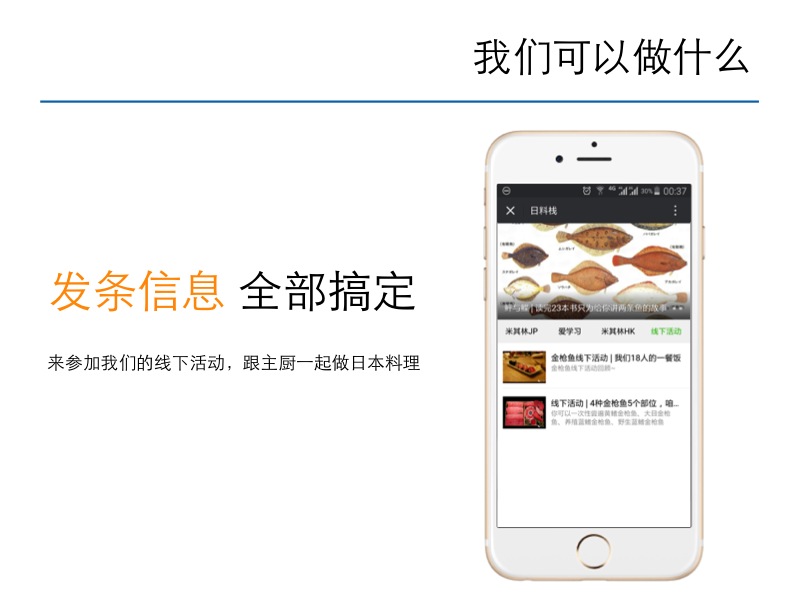 我们可以做什么
发条信息 全部搞定
来参加我们的线下活动，跟主厨一起做日本料理
4G 30% 00:37
日料栈
鲆与鲽 | 读完23本书只为给你讲两条鱼的故事
米其林JP 爱学习 米其林HK 线下活动
金枪鱼线下活动 | 我们18人的一餐饭
金枪鱼线下活动回顾~
线下活动 | 4种金枪鱼5个部位，咱...
你可以一次性尝遍黄鳍金枪鱼、大目金枪
鱼、养殖蓝鳍金枪鱼、野生蓝鳍金枪鱼